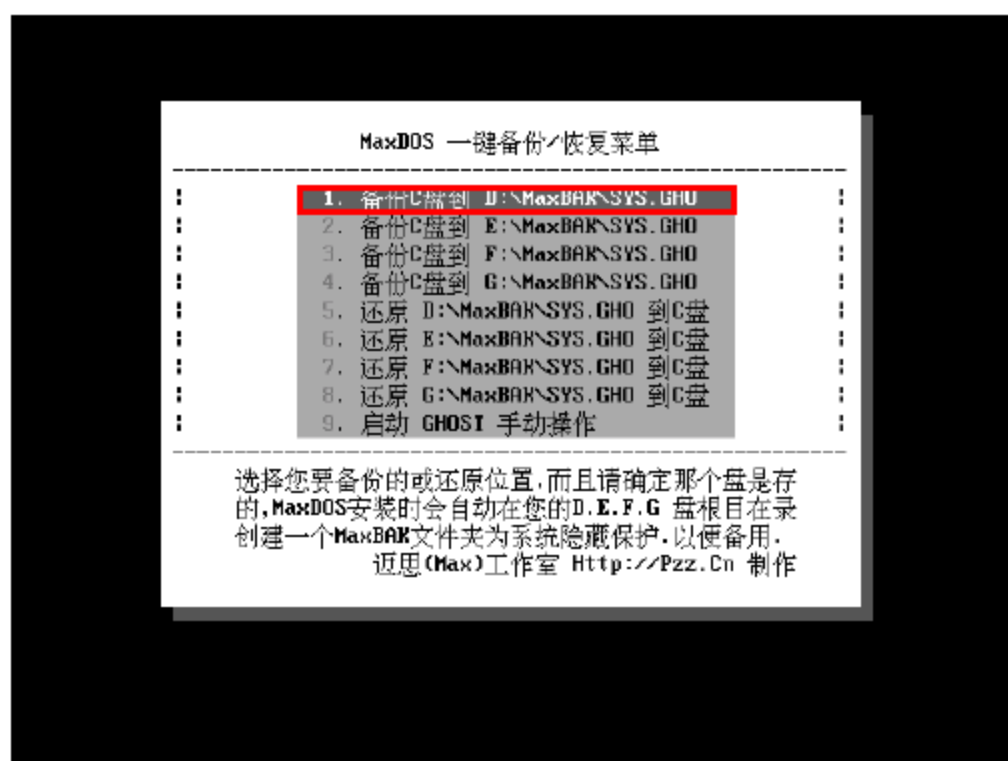 MaxDOS 一键备份/恢复菜单
1. 备份C盘到 D:\MaxBAK\SYS.GHO
2. 备份C盘到 E:\MaxBAK\SYS.GHO
3. 备份C盘到 F:\MaxBAK\SYS.GHO
4. 备份C盘到 G:\MaxBAK\SYS.GHO
5. 还原 D:\MaxBAK\SYS.GHO 到C盘
6. 还原 E:\MaxBAK\SYS.GHO 到C盘
7. 还原 F:\MaxBAK\SYS.GHO 到C盘
8. 还原 G:\MaxBAK\SYS.GHO 到C盘
9. 启动 GHOST 手动操作
选择您要备份的或还原位置.而且请确定那个盘是存
的,MaxDOS安装时会自动在您的D.E.F.G 盘根目在录
创建一个MaxBAK文件夹为系统隐藏保护.以便备用.
迈思(Max)工作室 Http://Pzz.Cn 制作